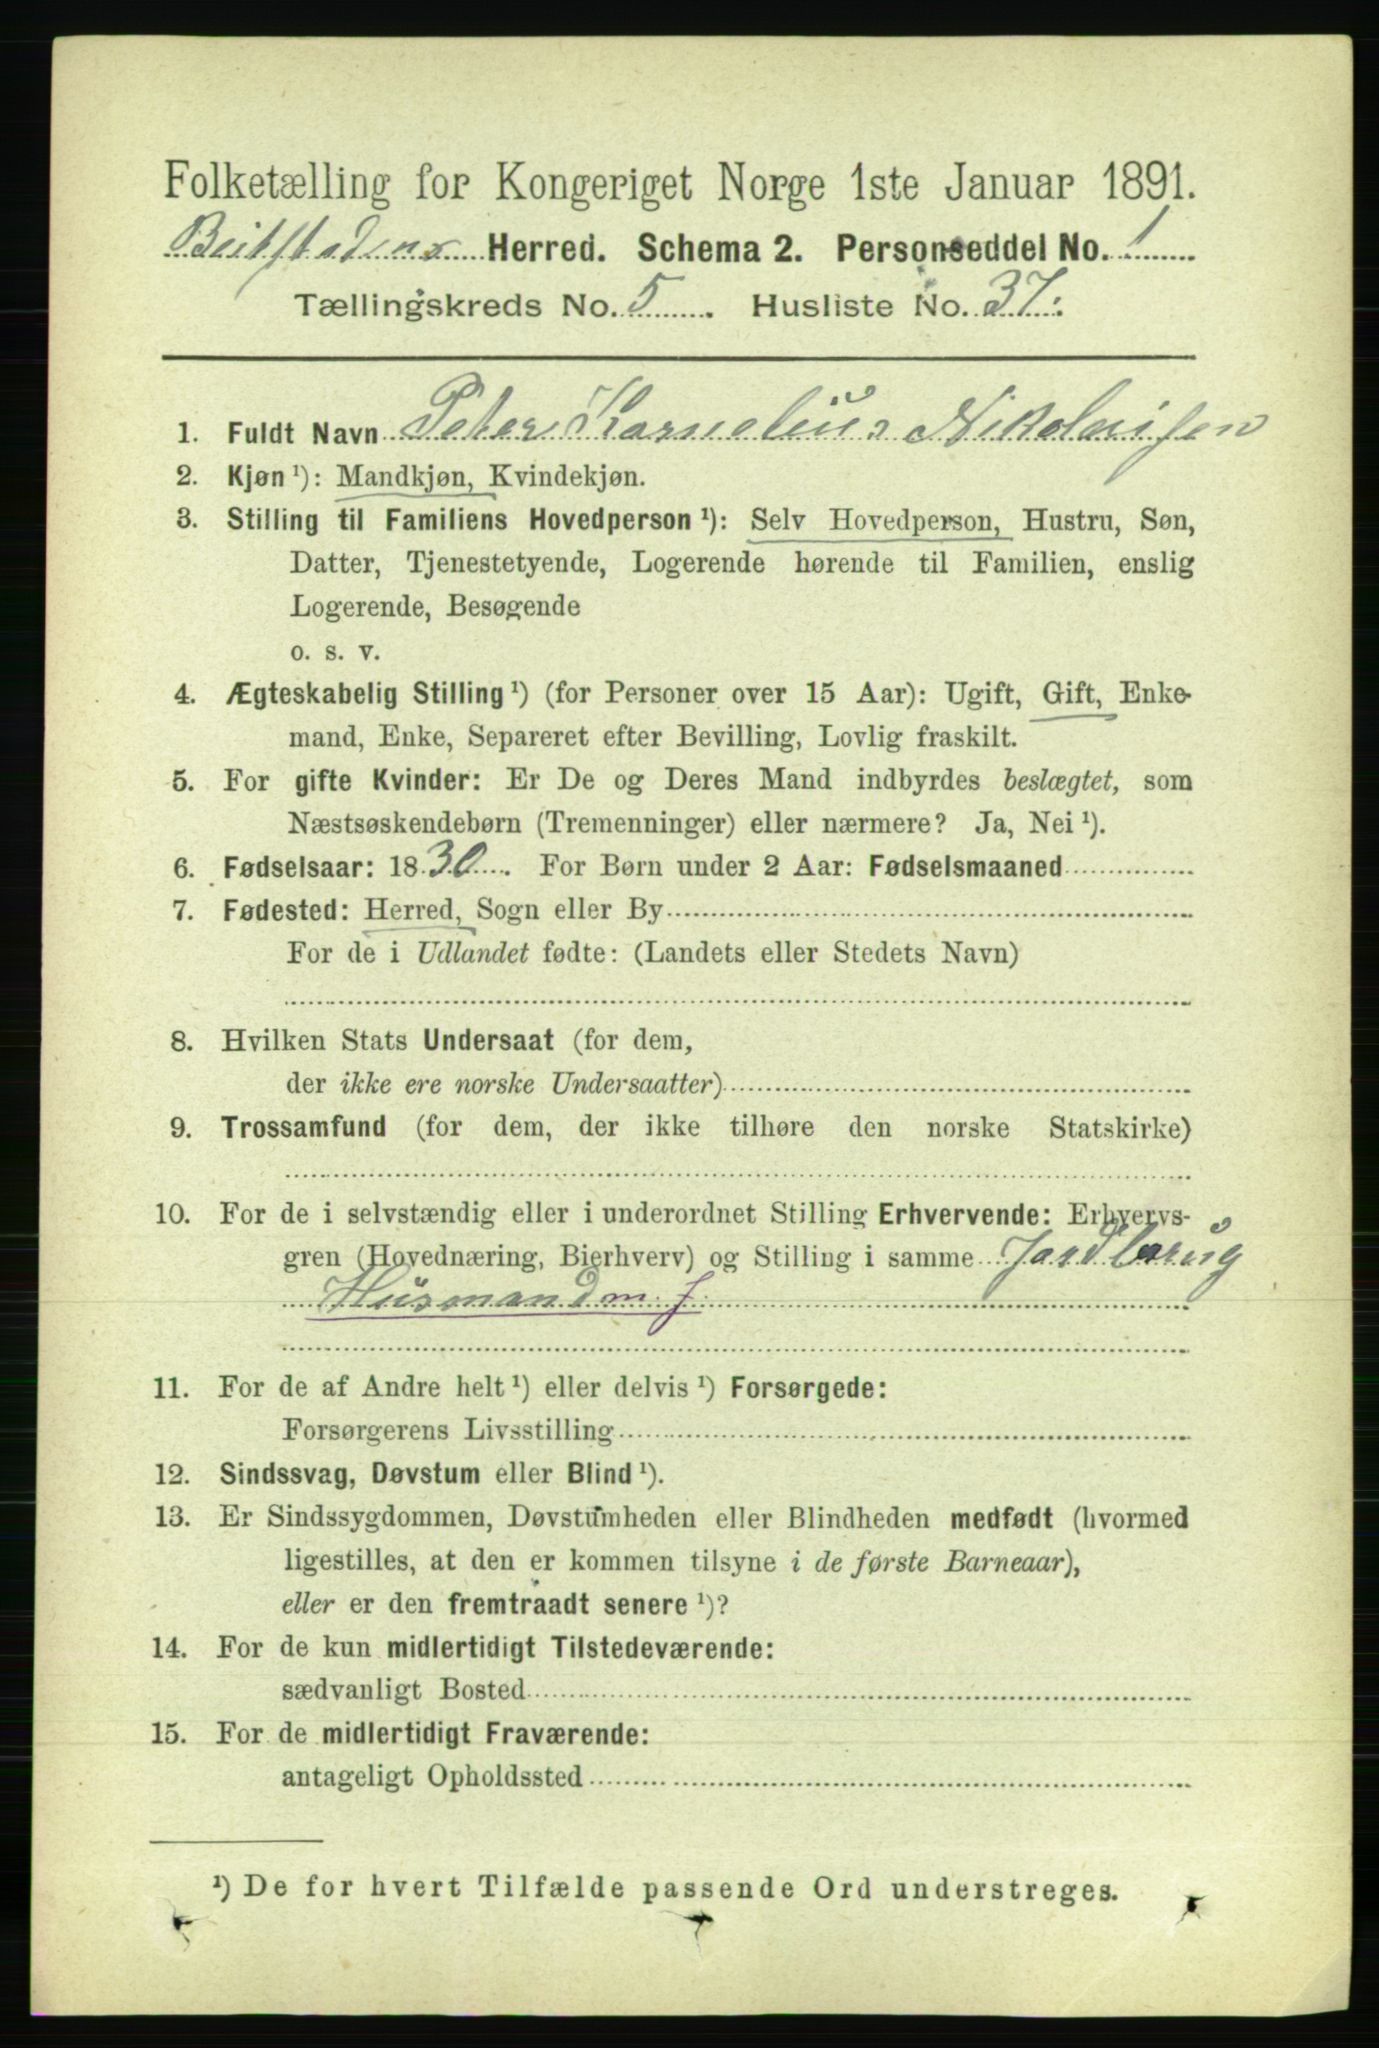 Folketælling for Kongeriget Norge 1ste Januar 1891.
Beitstadens Herred. Schema 2. Personseddel No. 1
Tællingskreds No. 5. Husliste No. 37.
1. Fuldt Navn Peter Kornelius Nikolaisen
2. Kjøn ¹): Mandkjøn, Kvindekjøn.
3. Stilling til Familiens Hovedperson ¹): Selv Hovedperson, Hustru, Søn,
Datter, Tjenestetyende, Logerende hørende til Familien, enslig
Logerende, Besøgende
o. s. v.
4. Ægteskabelig Stilling ¹) (for Personer over 15 Aar): Ugift, Gift, Enke-
mand, Enke, Separeret efter Bevilling, Lovlig fraskilt.
5. For gifte Kvinder: Er De og Deres Mand indbyrdes beslægtet, som
Næstsøskendebørn (Tremenninger) eller nærmere? Ja, Nei ¹).
6. Fødselsaar: 1830. For Børn under 2 Aar: Fødselsmaaned
7. Fødested: Herred, Sogn eller By
For de i Udlandet fødte: (Landets eller Stedets Navn)
8. Hvilken Stats Undersaat (for dem,
der ikke ere norske Undersaatter)
9. Trossamfund (for dem, der ikke tilhøre den norske Statskirke)
10. For de i selvstændig eller i underordnet Stilling Erhvervende: Erhvervs-
gren (Hovednæring, Bierhverv) og Stilling i samme Jordbrug
Husmand m. j.
11. For de af Andre helt ¹) eller delvis ¹) Forsørgede:
Forsørgerens Livsstilling
12. Sindssvag, Døvstum eller Blind ¹).
13. Er Sindssygdommen, Døvstumheden eller Blindheden medfødt (hvormed
ligestilles, at den er kommen tilsyne i de første Barneaar),
eller er den fremtraadt senere ¹)?
14. For de kun midlertidigt Tilstedeværende:
sædvanligt Bosted
15. For de midlertidigt Fraværende:
antageligt Opholdssted
¹) De for hvert Tilfælde passende Ord understreges.